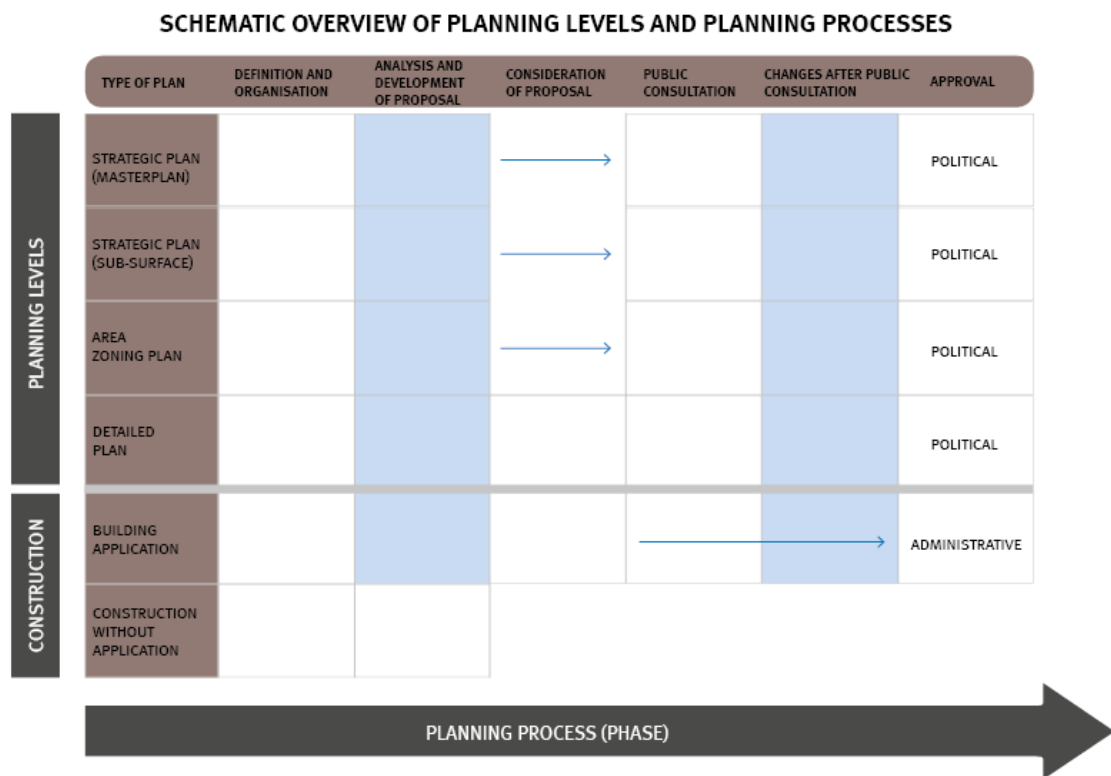 SCHEMATIC OVERVIEW OF PLANNING LEVELS AND PLANNING PROCESSES
TYPE OF PLAN
DEFINITION AND
ORGANISATION
ANALYSIS AND
DEVELOPMENT
OF PROPOSAL
CONSIDERATION
OF PROPOSAL
PUBLIC
CONSULTATION
CHANGES AFTER PUBLIC
CONSULTATION
APPROVAL
PLANNING LEVELS
STRATEGIC PLAN
(MASTERPLAN)
POLITICAL
STRATEGIC PLAN
(SUB-SURFACE)
POLITICAL
AREA
ZONING PLAN
POLITICAL
DETAILED
PLAN
POLITICAL
CONSTRUCTION
BUILDING
APPLICATION
ADMINISTRATIVE
CONSTRUCTION
WITHOUT
APPLICATION
PLANNING PROCESS (PHASE)